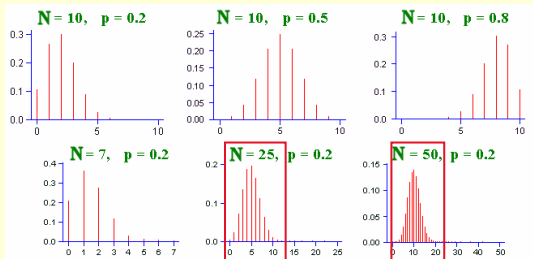 N = 10, p = 0.2
0.3
0.2
0.1
0.0
0 5 10
N = 10, p = 0.5
0.25
0.20
0.15
0.10
0.05
0.00
0 5 10
N = 10, p = 0.8
0.3
0.2
0.1
0.0
0 5 10
N = 7, p = 0.2
0.4
0.3
0.2
0.1
0.0
0 1 2 3 4 5 6 7
N = 25, p = 0.2
0.2
0.1
0.0
0 5 10 15 20 25
N = 50, p = 0.2
0.15
0.10
0.05
0.00
0 10 20 30 40 50